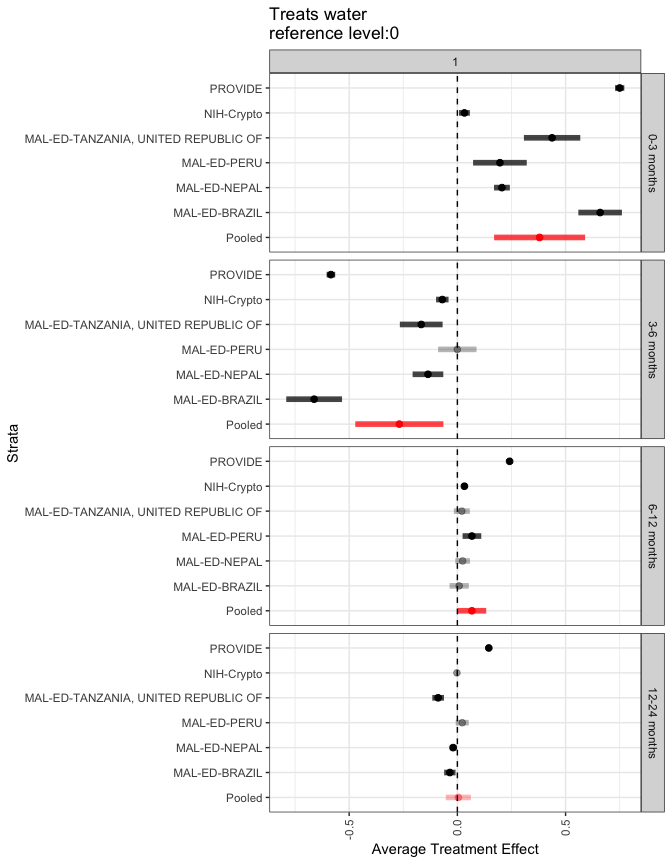 Treats water
reference level:0
1
PROVIDE
NIH-Crypto
MAL-ED-TANZANIA, UNITED REPUBLIC OF
MAL-ED-PERU
MAL-ED-NEPAL
MAL-ED-BRAZIL
Pooled
0-3 months
PROVIDE
NIH-Crypto
MAL-ED-TANZANIA, UNITED REPUBLIC OF
MAL-ED-PERU
MAL-ED-NEPAL
MAL-ED-BRAZIL
Pooled
3-6 months
PROVIDE
NIH-Crypto
MAL-ED-TANZANIA, UNITED REPUBLIC OF
MAL-ED-PERU
MAL-ED-NEPAL
MAL-ED-BRAZIL
Pooled
6-12 months
PROVIDE
NIH-Crypto
MAL-ED-TANZANIA, UNITED REPUBLIC OF
MAL-ED-PERU
MAL-ED-NEPAL
MAL-ED-BRAZIL
Pooled
12-24 months
Strata
-0.5
0.0
0.5
Average Treatment Effect